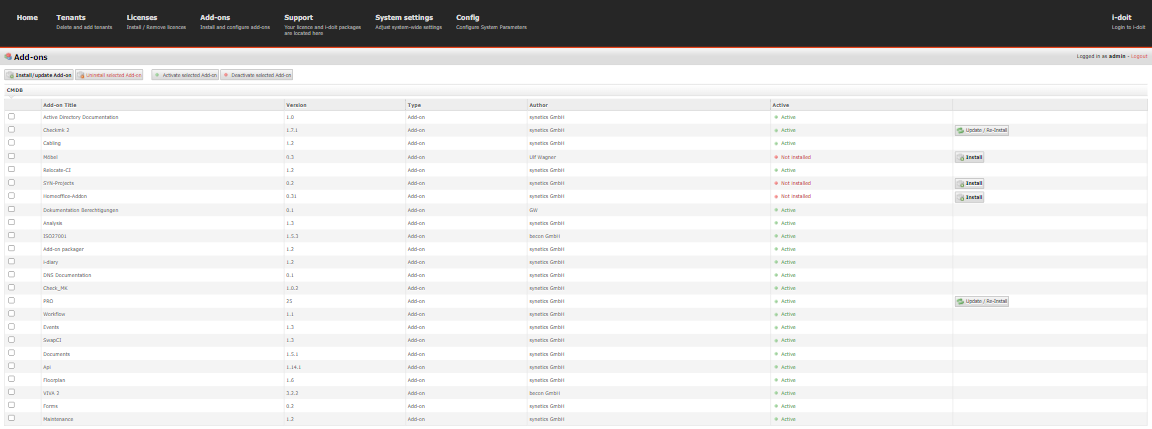 Home Tenants Licenses Add-ons Support System settings Config i-doit
Delete and add tenants Install / Remove licences Install and configure add-ons Your licence and i-doit packages are located here Adjust system-wide settings Configure System Parameters Login to i-doit
Add-ons Logged in as admin - Logout
Install/update Add-on Uninstall selected Add-on Activate selected Add-on Deactivate selected Add-on
CMDB
Add-on Title Version Type Author Active
Active Directory Documentation 1.0 Add-on synetics GmbH Active
Checkmk 2 1.7.1 Add-on synetics GmbH Active Update / Re-Install
Cabling 1.2 Add-on synetics GmbH Active
Möbel 0.3 Add-on Ulf Wagner Not installed Install
Relocate-CI 1.2 Add-on synetics GmbH Active
SYN-Projects 0.2 Add-on synetics GmbH Not installed Install
Homeoffice-Addon 0.21 Add-on synetics GmbH Not installed Install
Dokumentation Berechtigungen 0.1 Add-on GW Active
Analysis 1.3 Add-on synetics GmbH Active
ISO27001 1.5.3 Add-on becon GmbH Active
Add-on packager 1.2 Add-on synetics GmbH Active
i-diary 1.2 Add-on synetics GmbH Active
DNS Documentation 0.1 Add-on synetics GmbH Active
Check_MK 1.0.2 Add-on synetics GmbH Active
PRO 25 Add-on synetics GmbH Active Update / Re-Install
Workflow 1.1 Add-on synetics GmbH Active
Events 1.3 Add-on synetics GmbH Active
SwapCI 1.3 Add-on synetics GmbH Active
Documents 1.5.1 Add-on synetics GmbH Active
Api 1.14.1 Add-on synetics GmbH Active
Floorplan 1.6 Add-on synetics GmbH Active
VIVA 2 3.2.2 Add-on becon GmbH Active
Forms 0.2 Add-on synetics GmbH Active
Maintenance 1.2 Add-on synetics GmbH Active